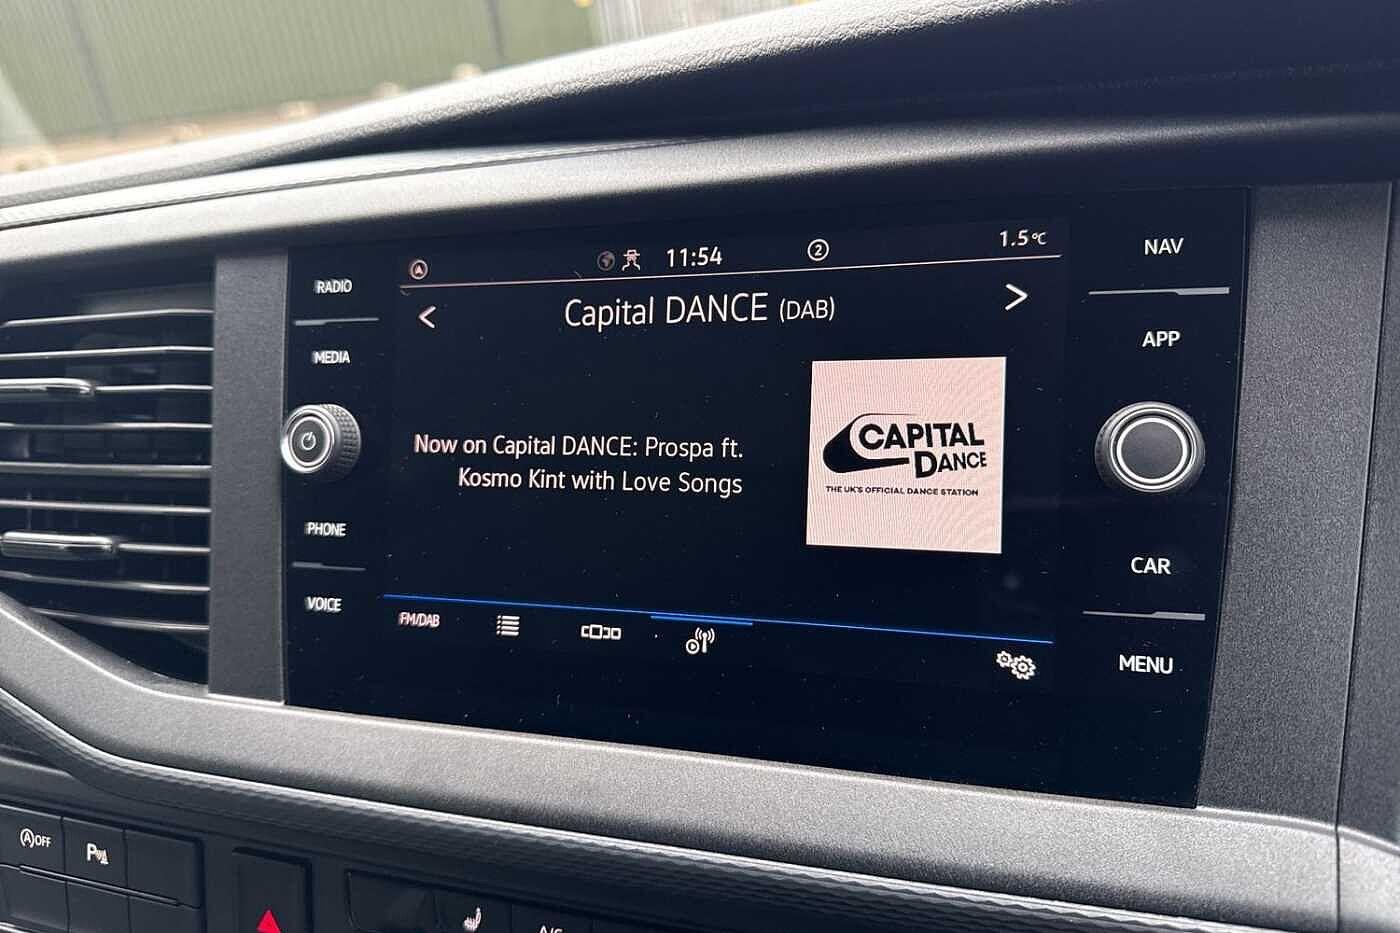 11:54
2
1.5°C
NAV
RADIO
< Capital DANCE (DAB) >
MEDIA
APP
Now on Capital DANCE: Prospa ft.
Kosmo Kint with Love Songs
CAPITAL
DANCE
THE UK'S OFFICIAL DANCE STATION
PHONE
CAR
VOICE
FM/DAB
MENU
A OFF
P